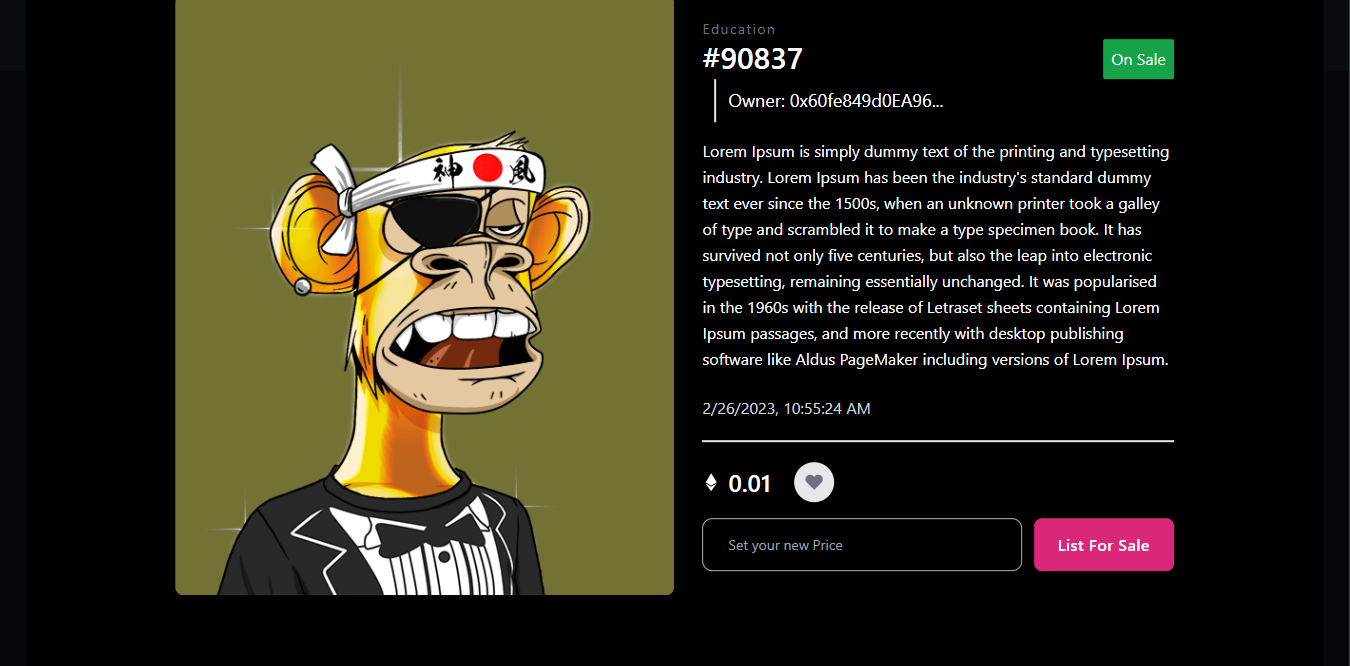 Education
#90837
On Sale
Owner: 0x60fe849d0EA96...
神風
Lorem Ipsum is simply dummy text of the printing and typesetting
industry. Lorem Ipsum has been the industry's standard dummy
text ever since the 1500s, when an unknown printer took a galley
of type and scrambled it to make a type specimen book. It has
survived not only five centuries, but also the leap into electronic
typesetting, remaining essentially unchanged. It was popularised
in the 1960s with the release of Letraset sheets containing Lorem
Ipsum passages, and more recently with desktop publishing
software like Aldus PageMaker including versions of Lorem Ipsum.
2/26/2023, 10:55:24 AM
0.01
Set your new Price
List For Sale